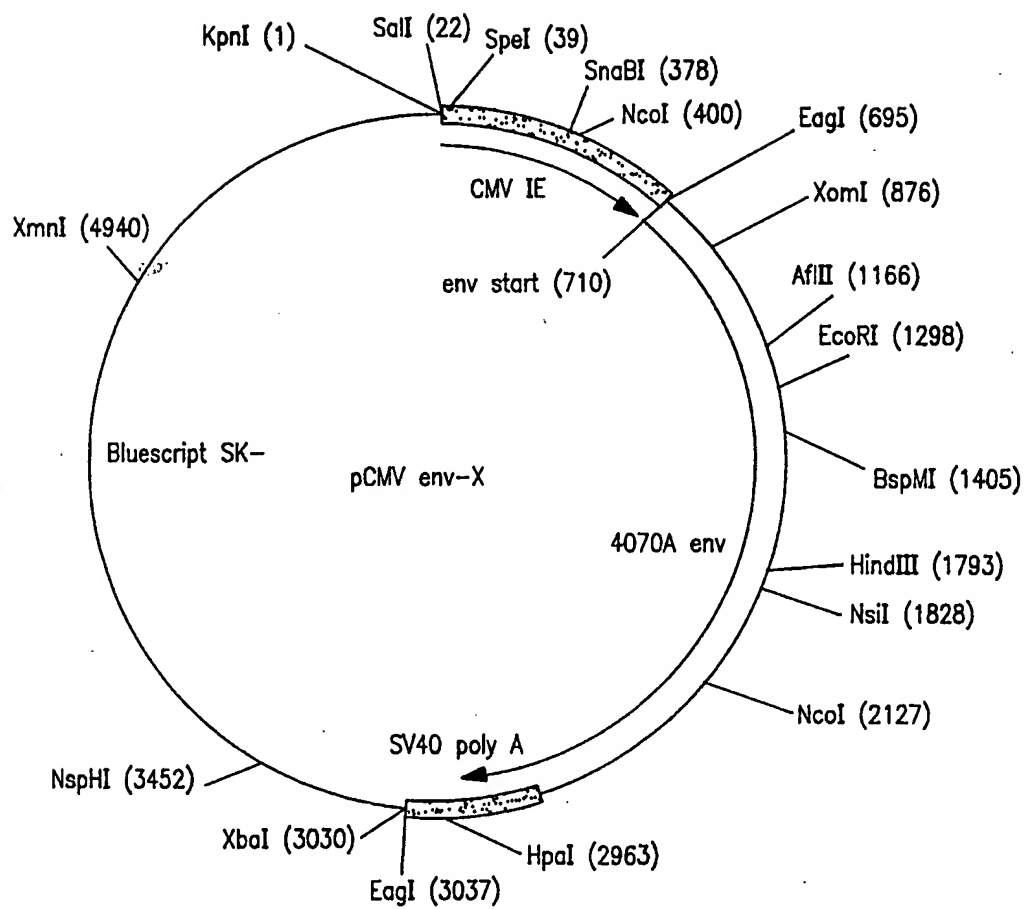 KpnI (1)
SalI (22)
SpeI (39)
SnaBI (378)
NcoI (400)
EagI (695)
XomI (876)
CMV IE
env start (710)
XmnI (4940)
AflII (1166)
EcoRI (1298)
Bluescript SK-
pCMV env-X
BspMI (1405)
4070A env
HindIII (1793)
NsiI (1828)
NcoI (2127)
SV40 poly A
NspHI (3452)
XbaI (3030)
HpaI (2963)
EagI (3037)